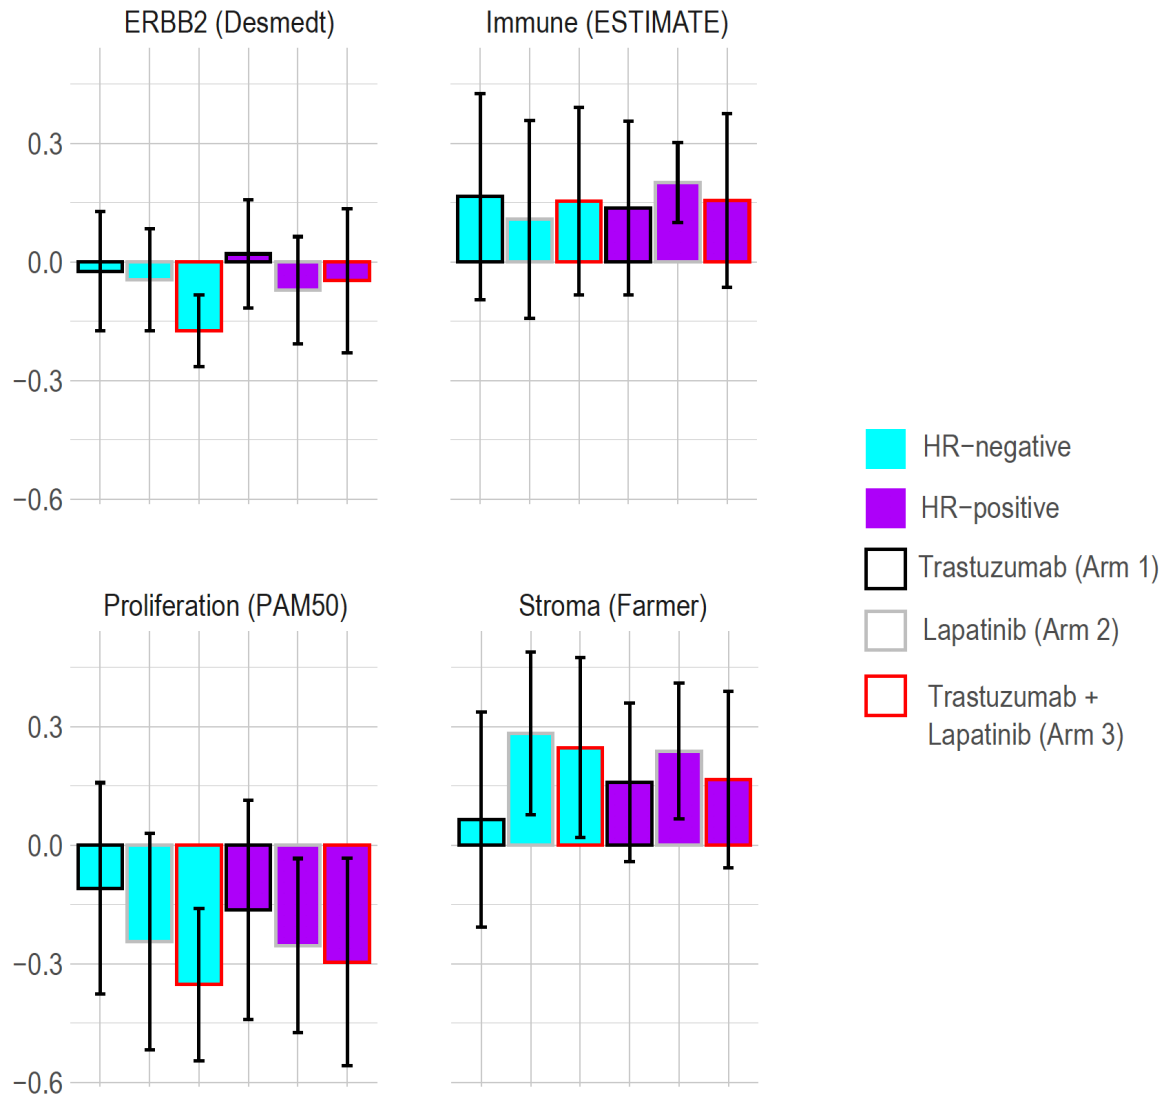 ERBB2 (Desmedt)
Immune (ESTIMATE)
0.3
0.0
−0.3
−0.6
Proliferation (PAM50)
Stroma (Farmer)
0.3
0.0
−0.3
−0.6
HR−negative
HR−positive
Trastuzumab (Arm 1)
Lapatinib (Arm 2)
Trastuzumab +
Lapatinib (Arm 3)